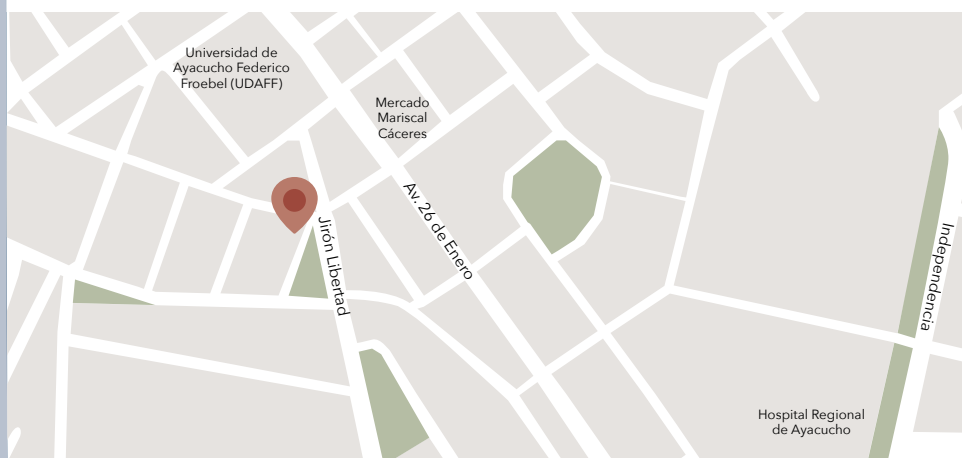 Universidad de
Ayacucho Federico
Froebel (UDAFF)
Mercado
Mariscal
Cáceres
Av. 26 de Enero
Jirón Libertad
Independencia
Hospital Regional
de Ayacucho